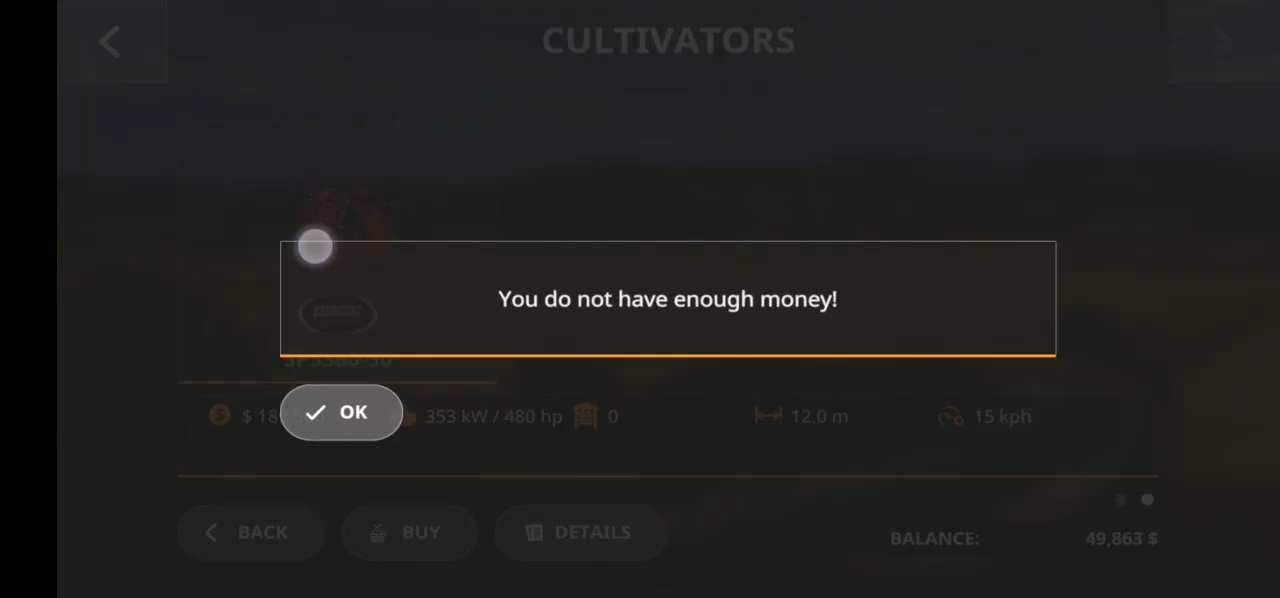 CULTIVATORS
You do not have enough money!
OK
353 kW / 480 hp
0
12.0 m
15 kph
BACK
BUY
DETAILS
BALANCE:
49,863 $